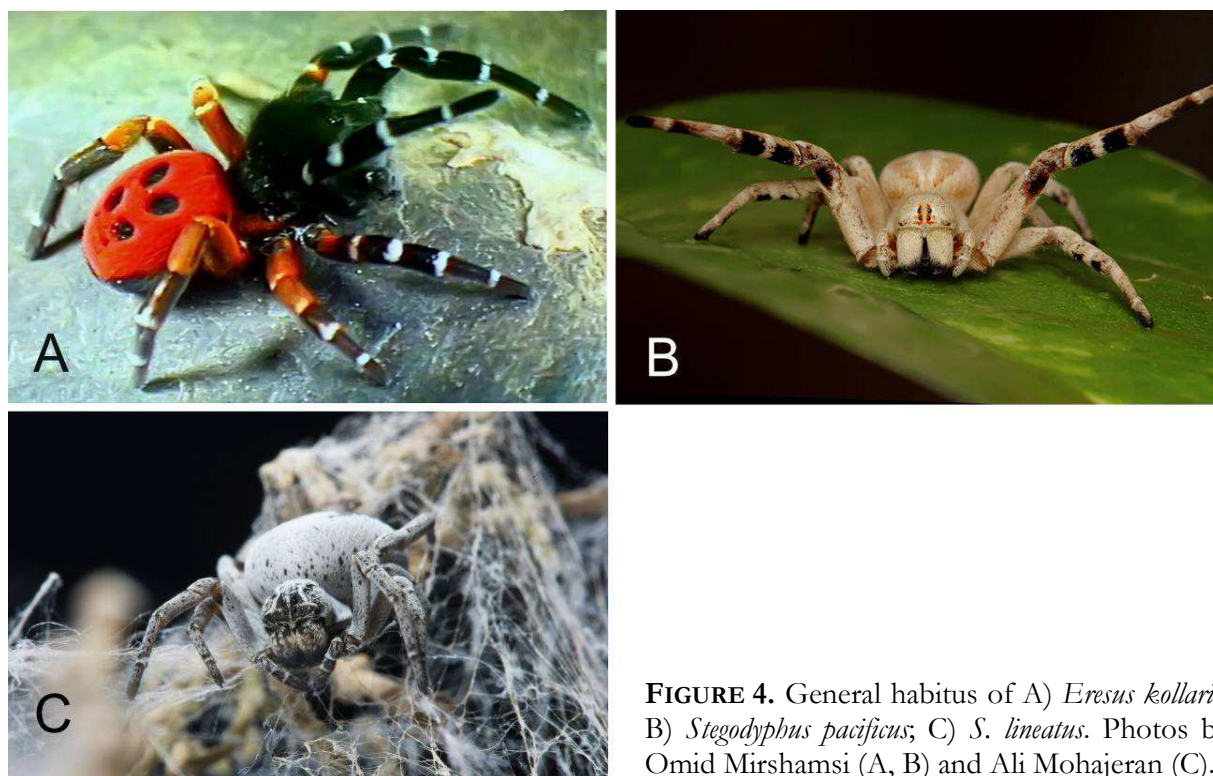 A
B
C
FIGURE 4. General habitus of A) Eresus kollari
B) Stegodyphus pacificus; C) S. lineatus. Photos b
Omid Mirshamsi (A, B) and Ali Mohajeran (C).